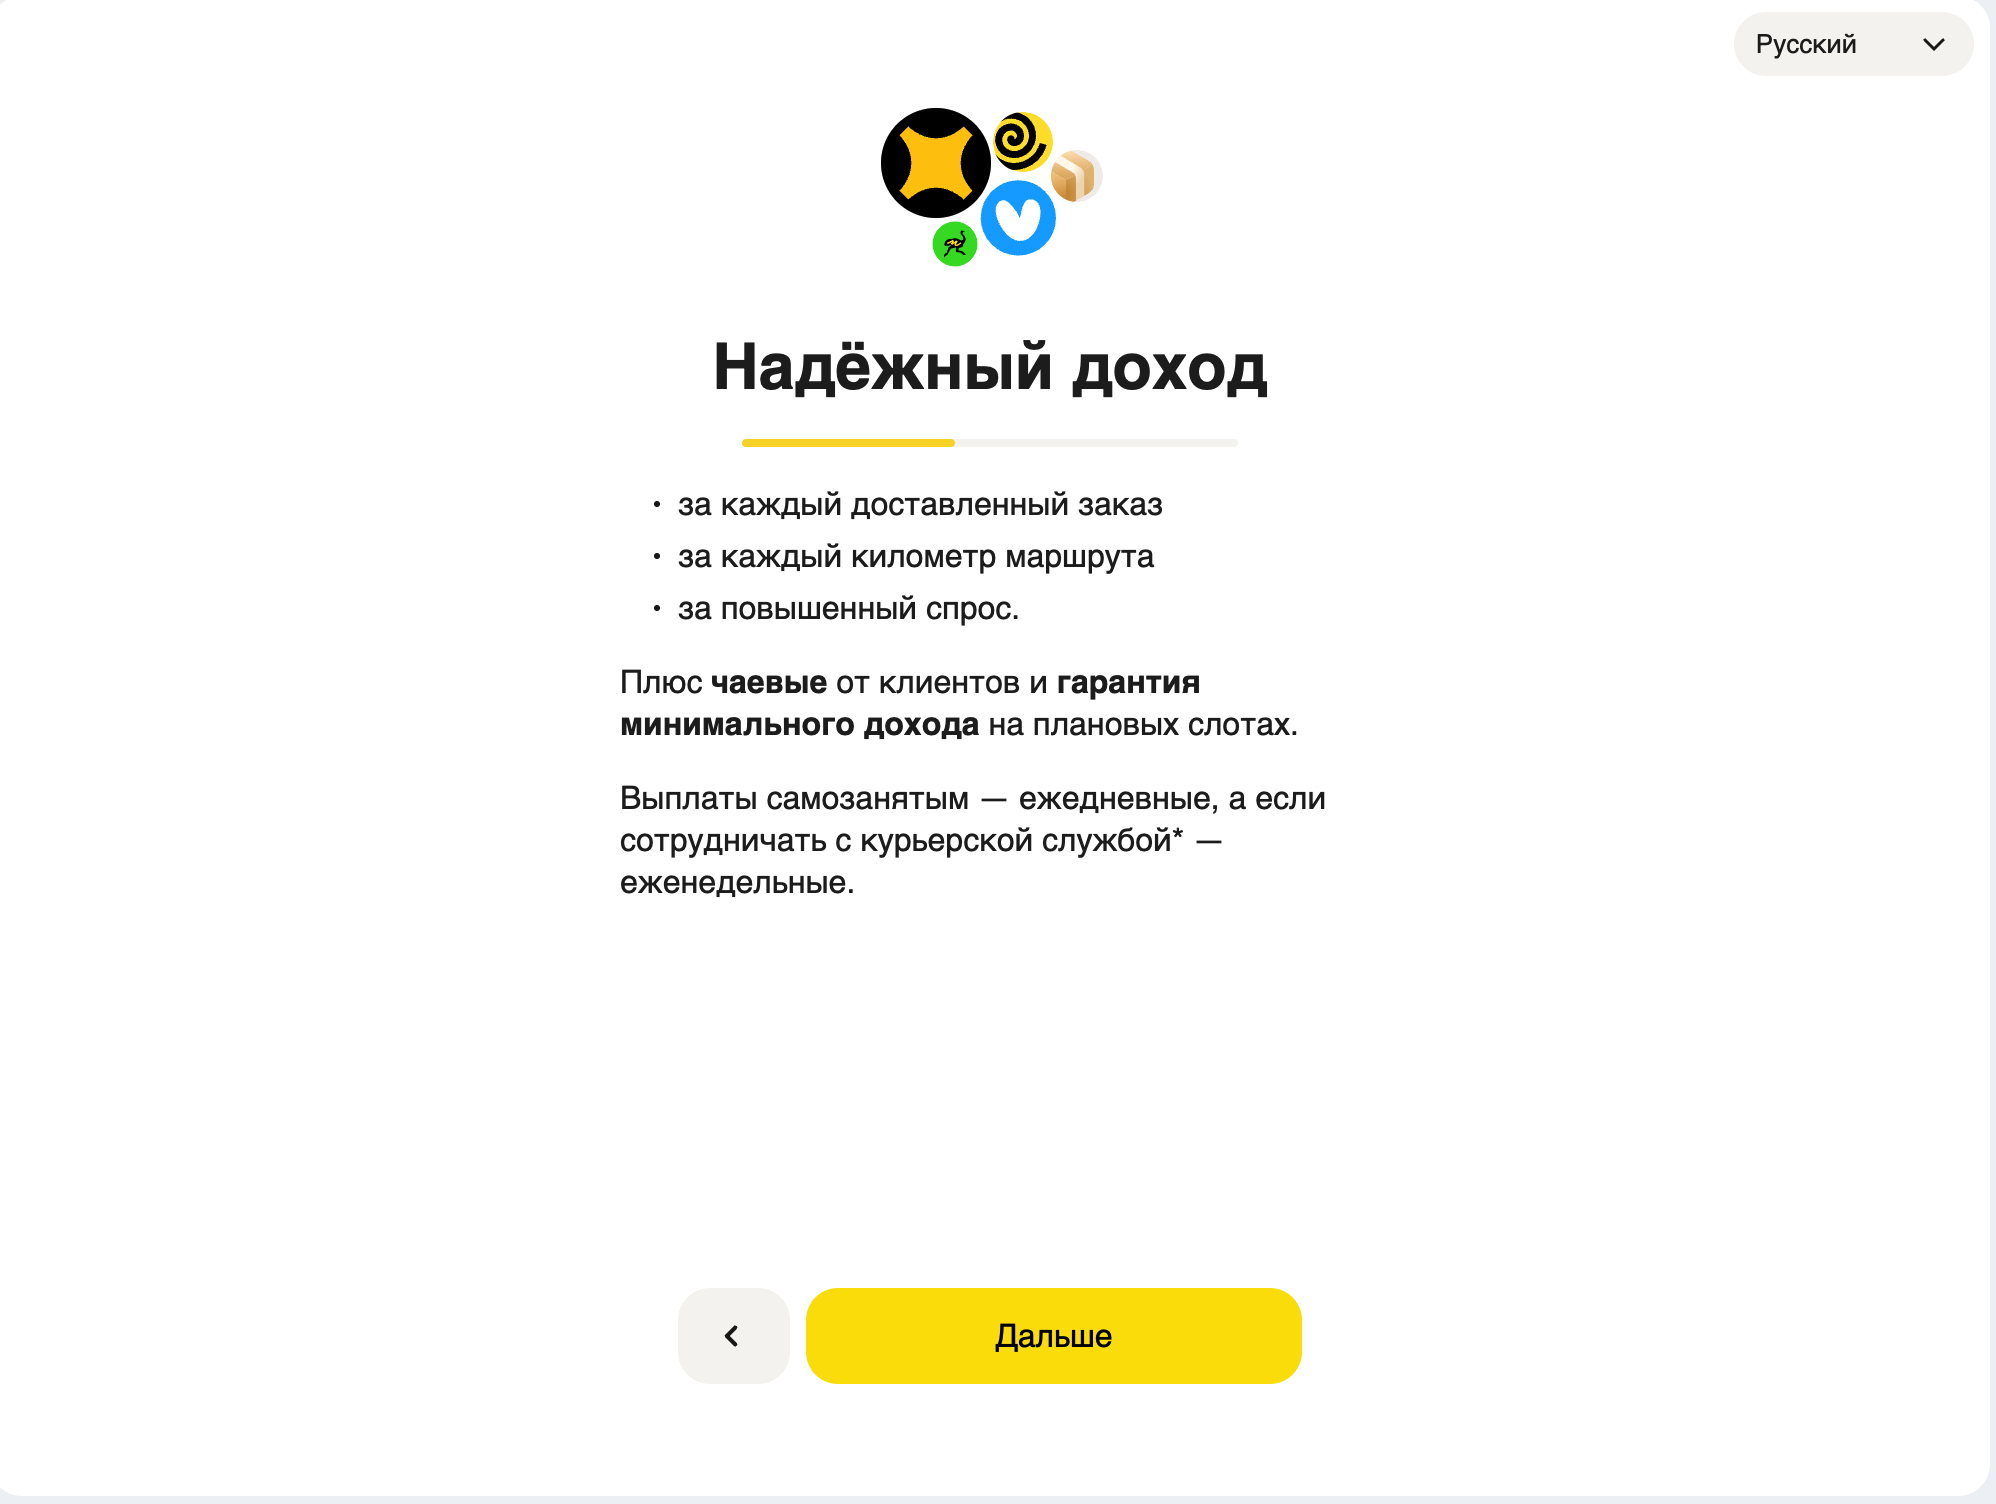 Русский
Надёжный доход
• за каждый доставленный заказ
• за каждый километр маршрута
• за повышенный спрос.
Плюс чаевые от клиентов и гарантия
минимального дохода на плановых слотах.
Выплаты самозанятым — ежедневные, а если
сотрудничать с курьерской службой* —
еженедельные.
Дальше